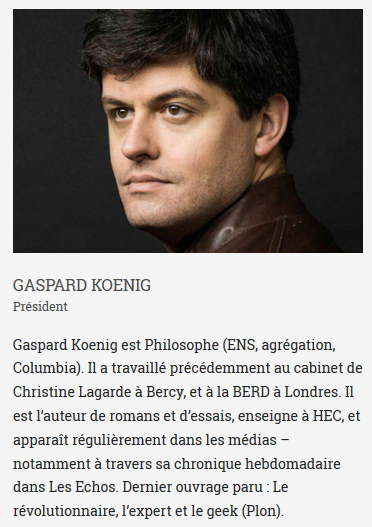 GASPARD KOENIG
Président
Gaspard Koenig est Philosophe (ENS, agrégation,
Columbia). Il a travaillé précédemment au cabinet de
Christine Lagarde à Bercy, et à la BERD à Londres. Il
est l’auteur de romans et d’essais, enseigne à HEC, et
apparaît régulièrement dans les médias –
notamment à travers sa chronique hebdomadaire
dans Les Echos. Dernier ouvrage paru : Le
révolutionnaire, l’expert et le geek (Plon).